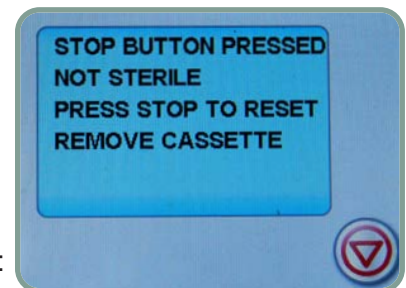 STOP BUTTON PRESSED
NOT STERILE
PRESS STOP TO RESET
REMOVE CASSETTE